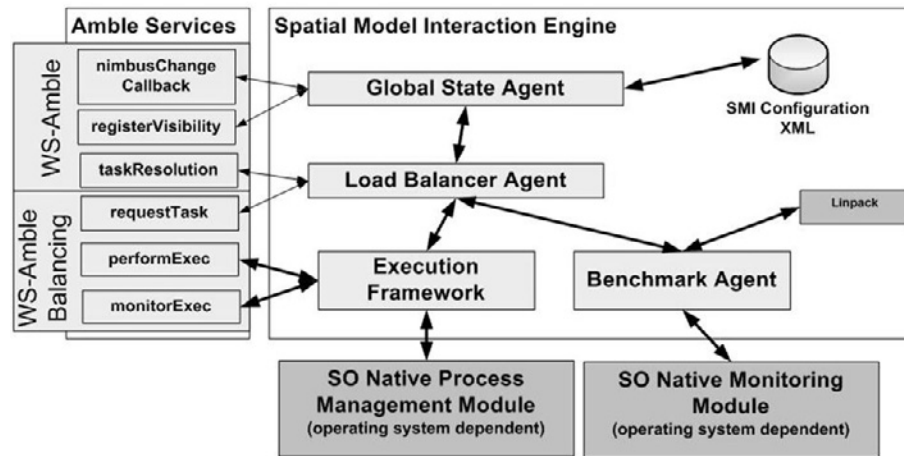 Amble Services
Spatial Model Interaction Engine
WS-Amble
nimbusChange
Callback
registerVisibility
taskResolution
WS-Amble
Balancing
requestTask
performExec
monitorExec
Global State Agent
SMI Configuration
XML
Load Balancer Agent
Linpack
Execution
Framework
Benchmark Agent
SO Native Process
Management Module
(operating system dependent)
SO Native Monitoring
Module
(operating system dependent)